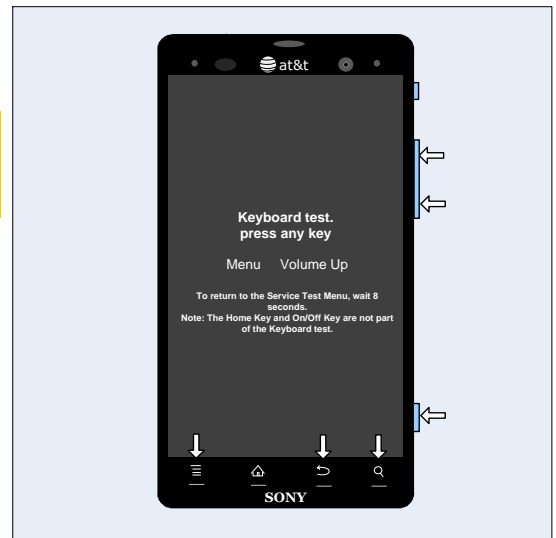 at&t
Keyboard test.
press any key
Menu Volume Up
To return to the Service Test Menu, wait 8
seconds.
Note: The Home Key and On/Off Key are not part
of the Keyboard test.
SONY